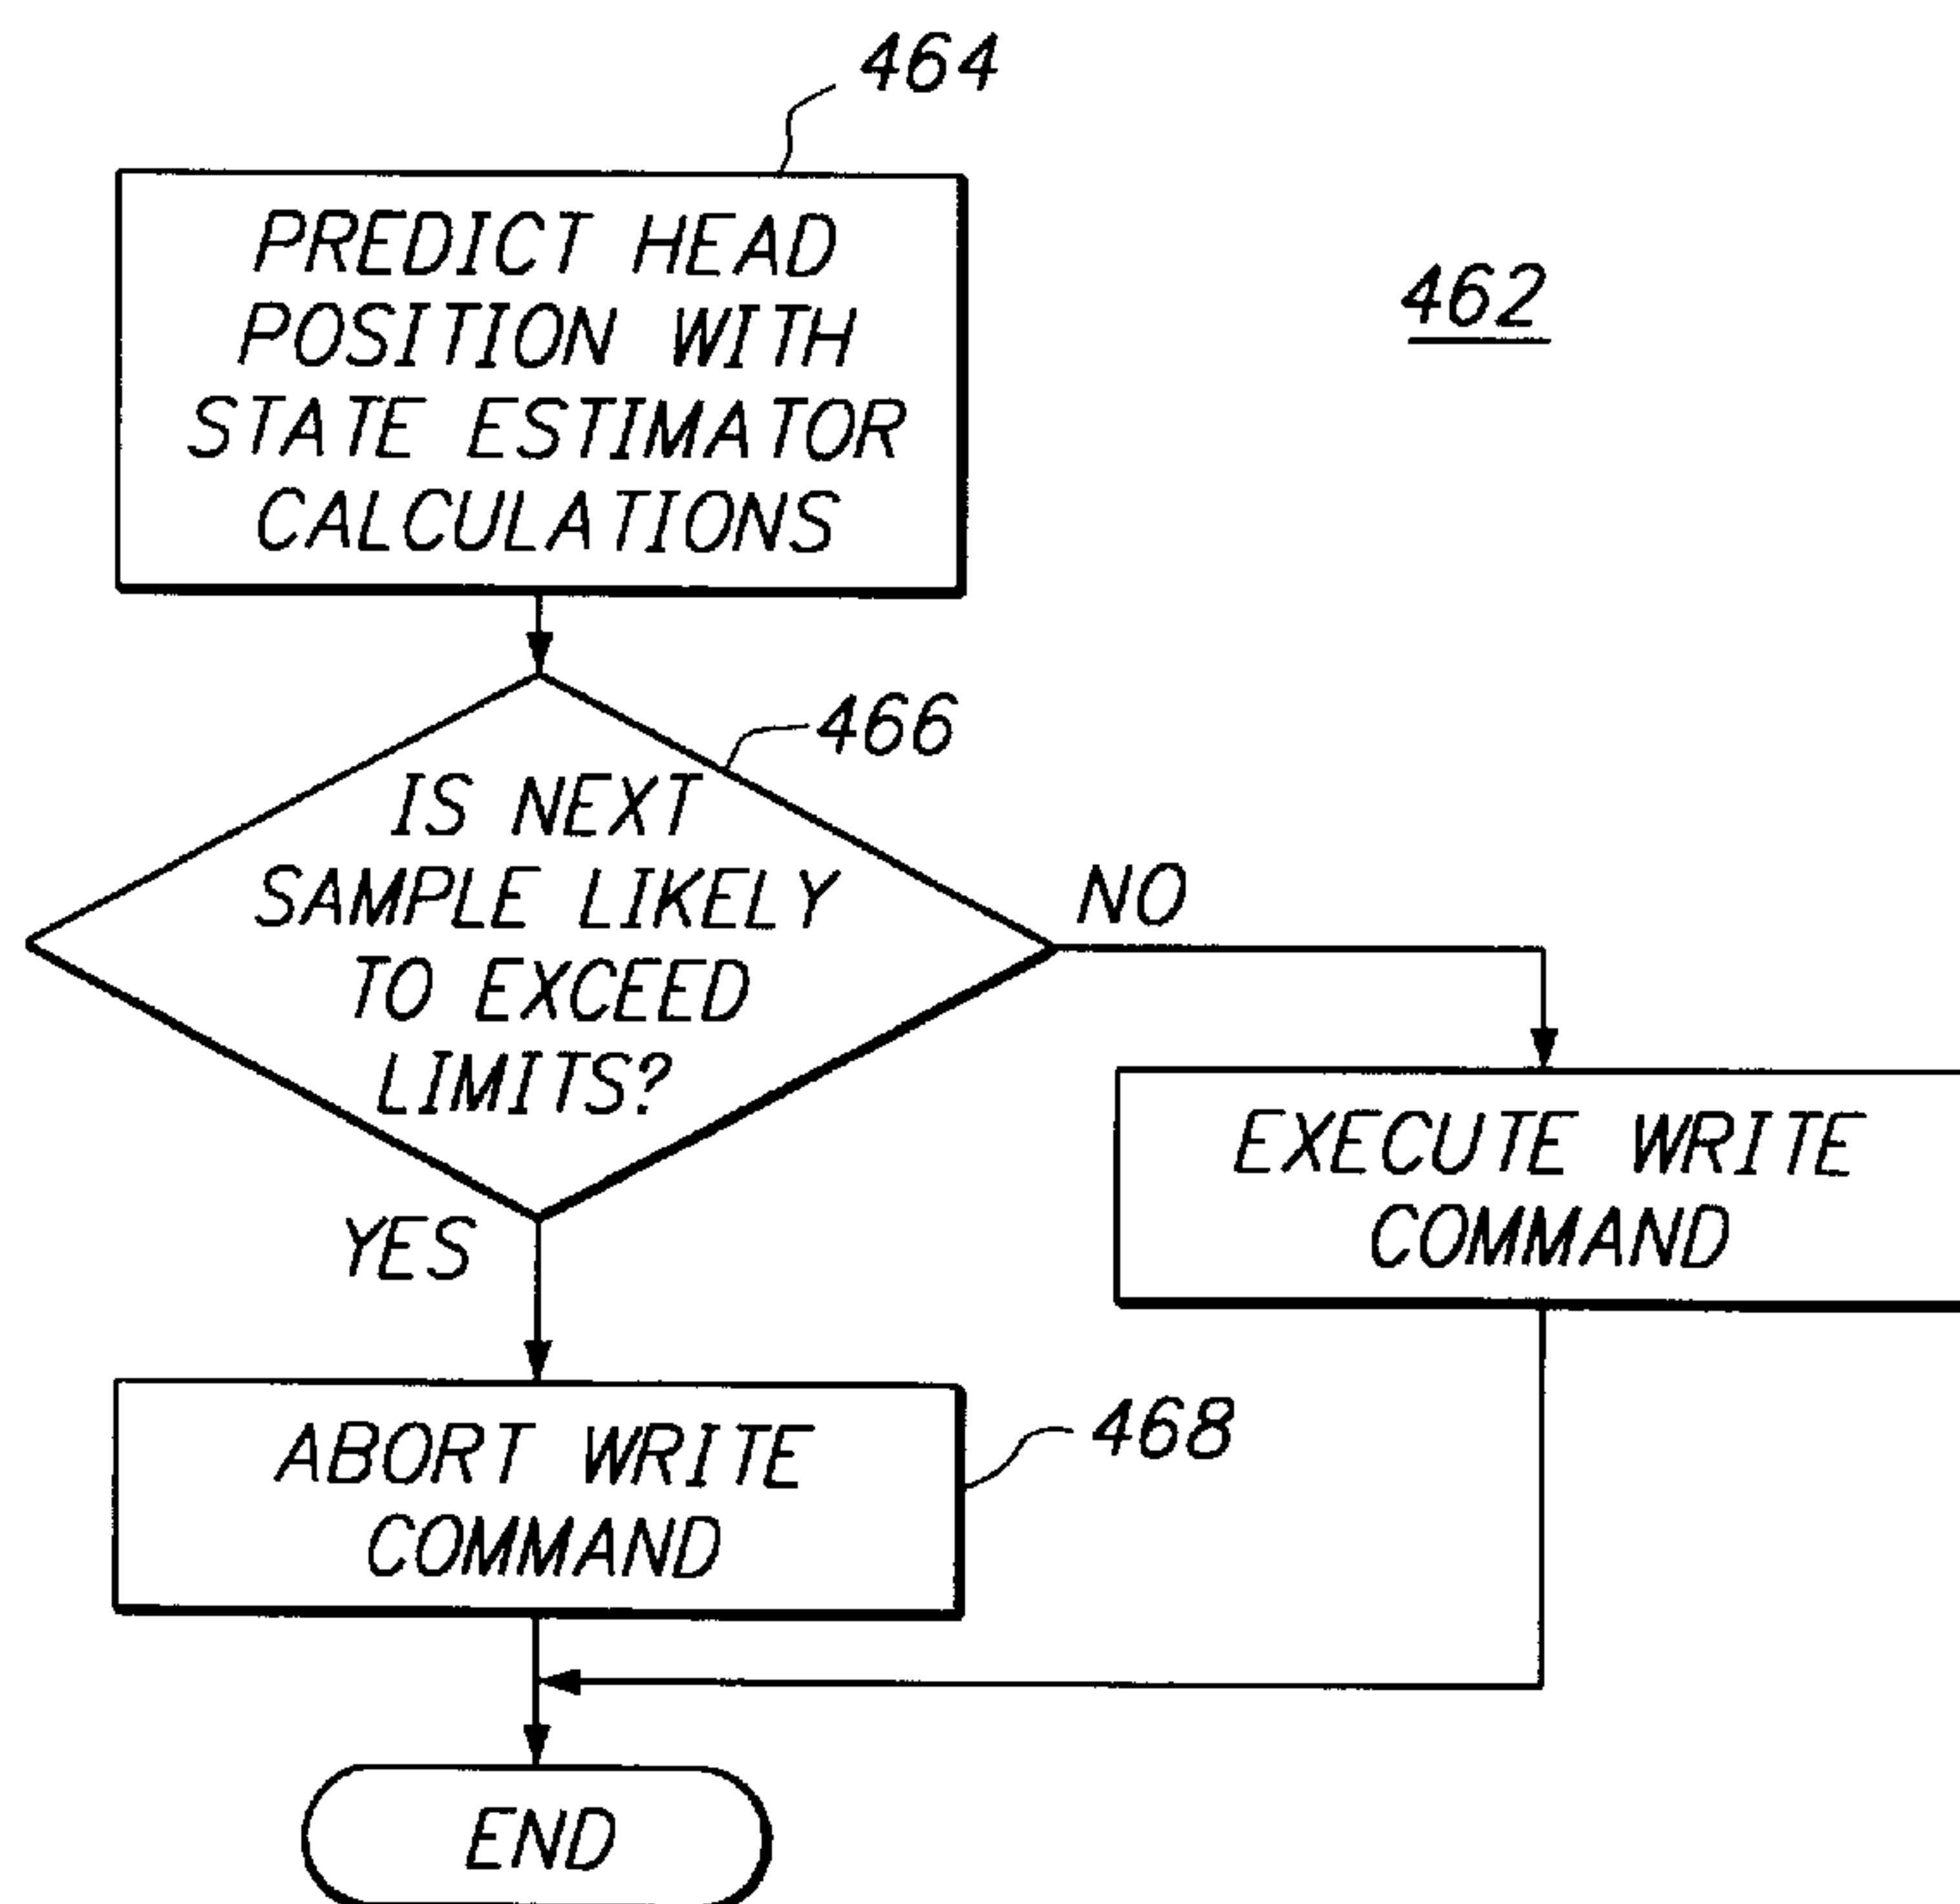 464
PREDICT HEAD
POSITION WITH
STATE ESTIMATOR
CALCULATIONS
462
466
IS NEXT
SAMPLE LIKELY
TO EXCEED
LIMITS?
NO
YES
EXECUTE WRITE
COMMAND
ABORT WRITE
COMMAND
468
END